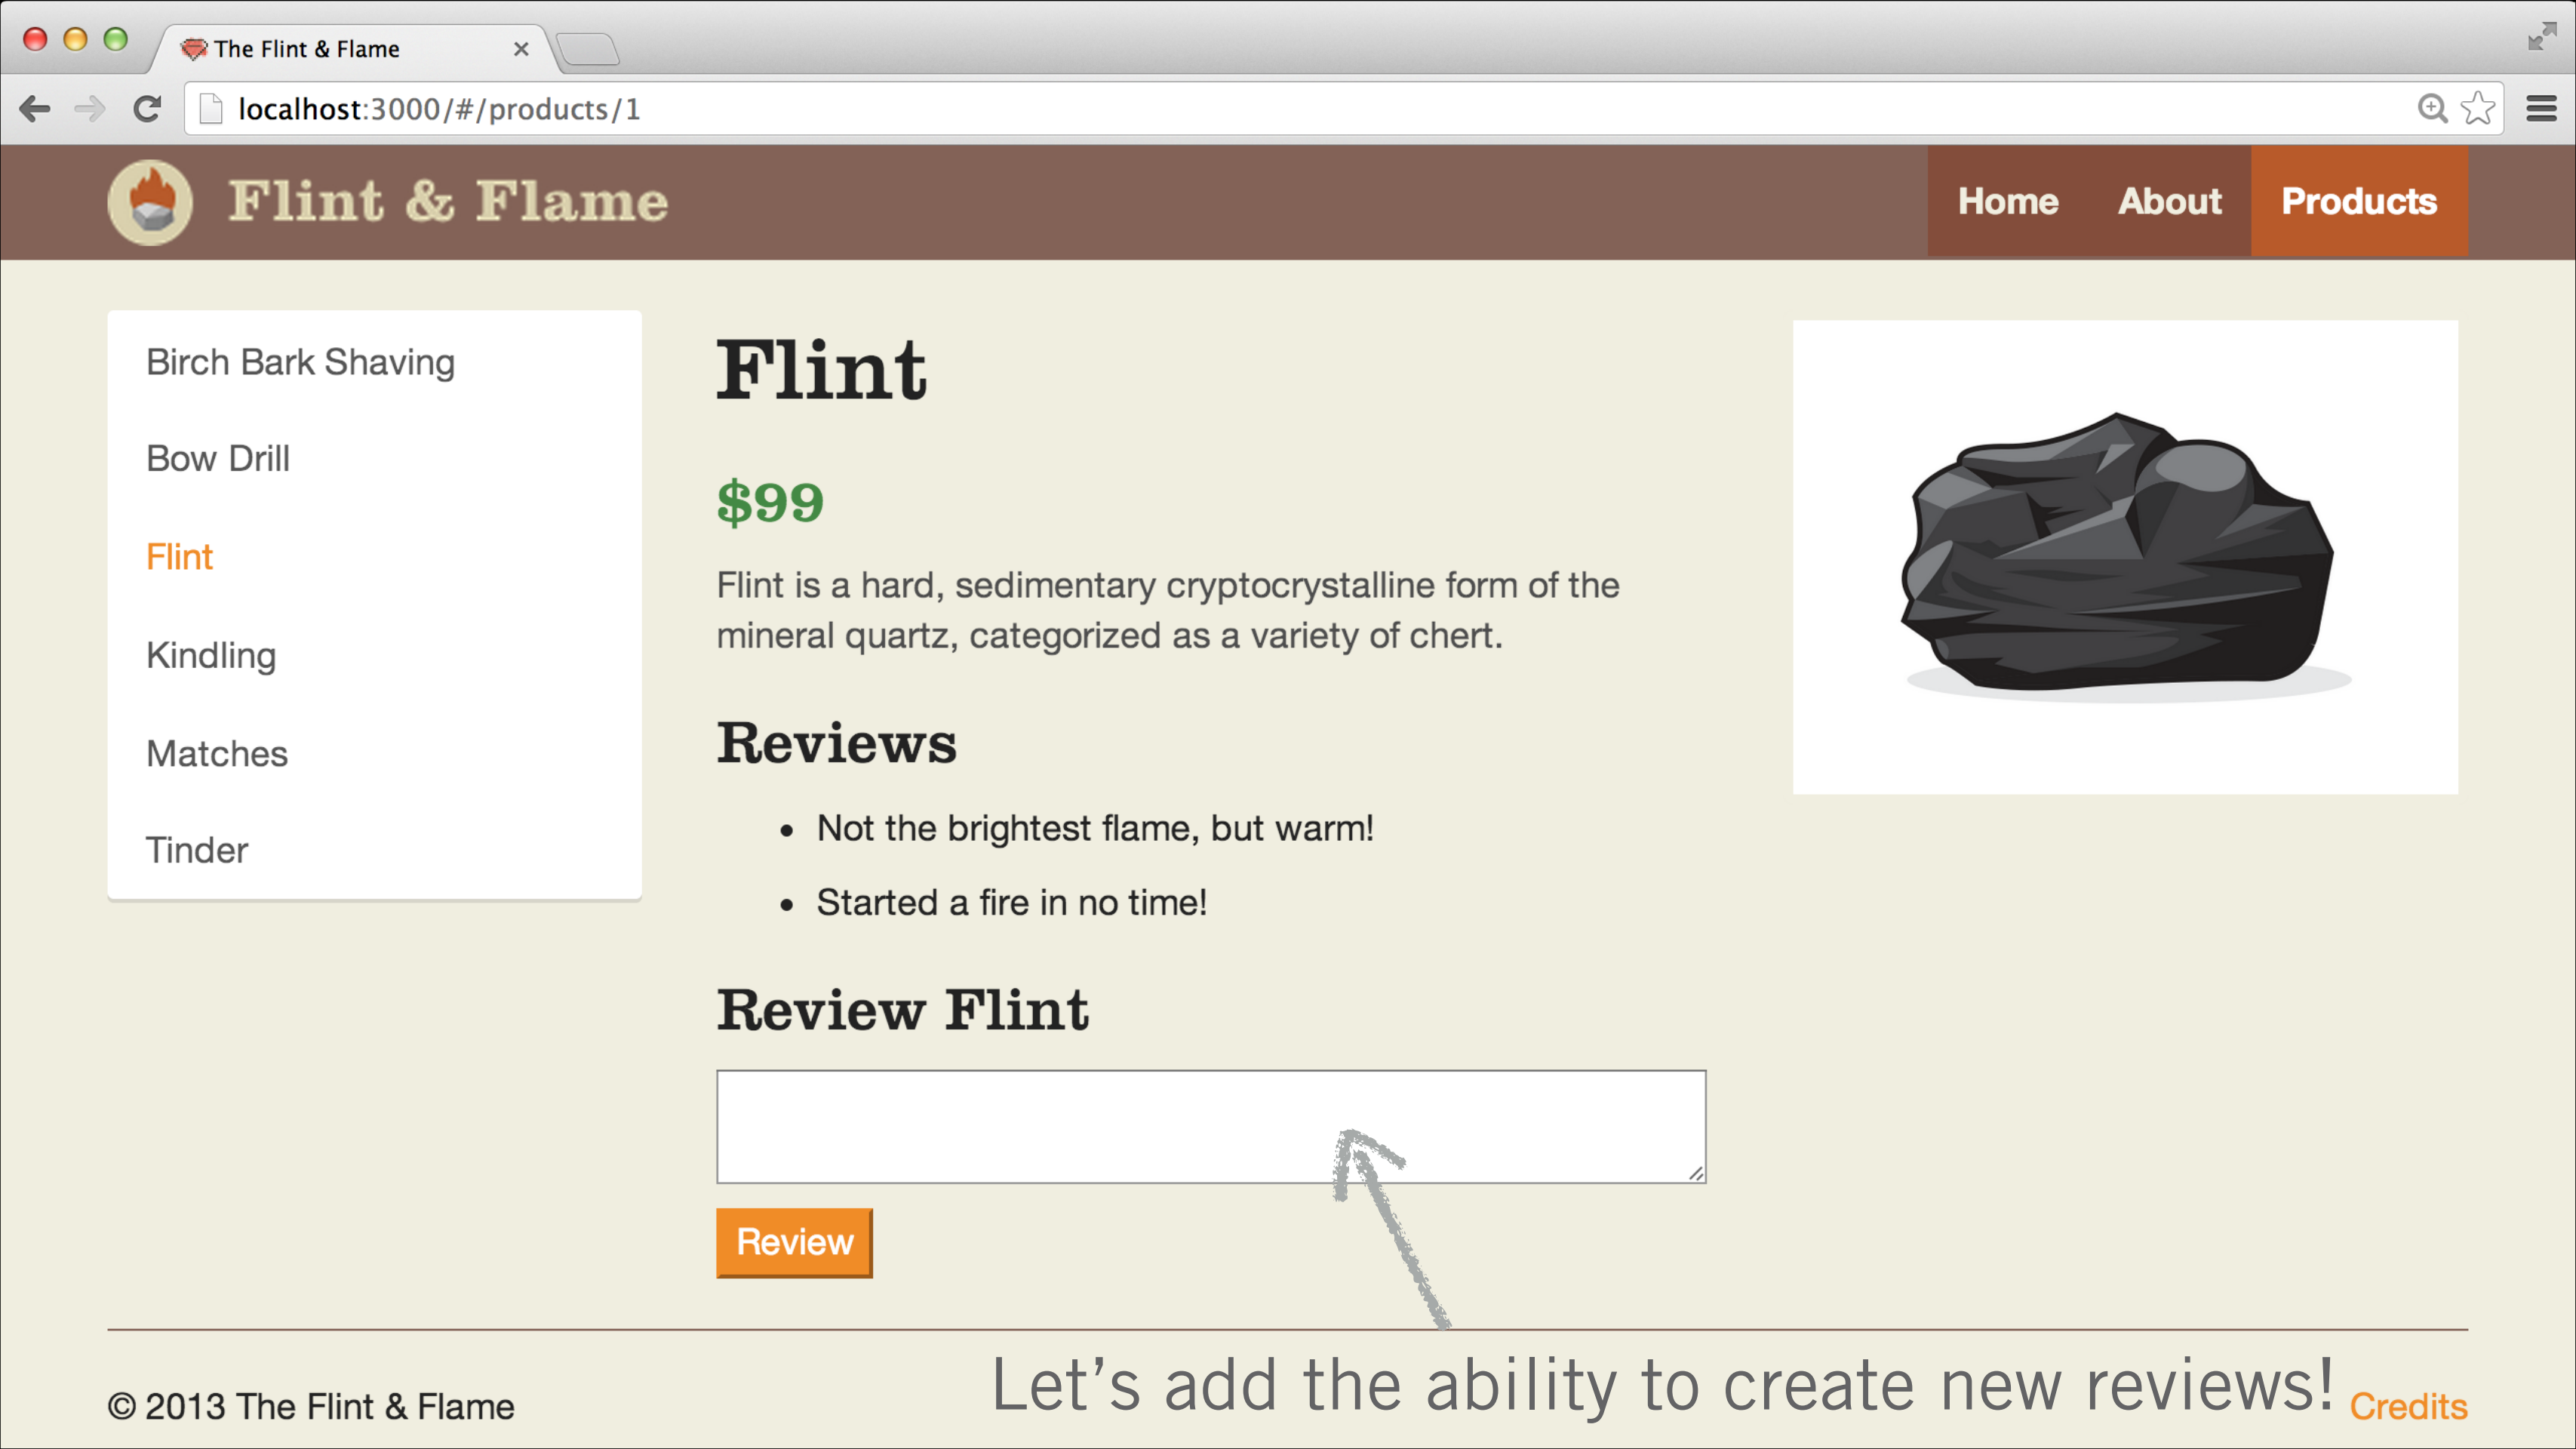 The Flint & Flame
localhost:3000/#/products/1
Flint & Flame
Home About Products
Birch Bark Shaving
Bow Drill
Flint
Kindling
Matches
Tinder
Flint
$99
Flint is a hard, sedimentary cryptocrystalline form of the
mineral quartz, categorized as a variety of chert.
Reviews
• Not the brightest flame, but warm!
• Started a fire in no time!
Review Flint
Review
Let's add the ability to create new reviews!
© 2013 The Flint & Flame
Credits